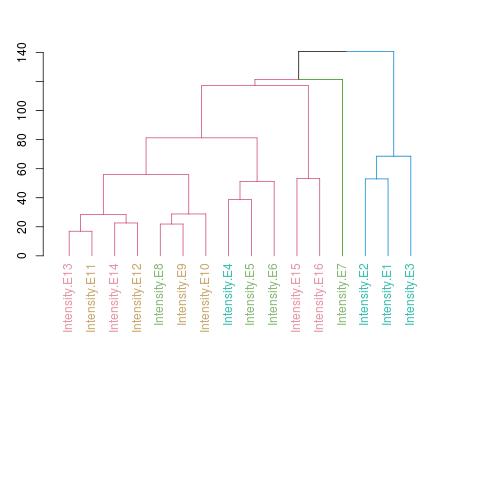 140
100
80
60
40
20
0
Intensity.E13
Intensity.E11
Intensity.E14
Intensity.E12
Intensity.E8
Intensity.E9
Intensity.E10
Intensity.E4
Intensity.E5
Intensity.E6
Intensity.E15
Intensity.E16
Intensity.E7
Intensity.E2
Intensity.E1
Intensity.E3